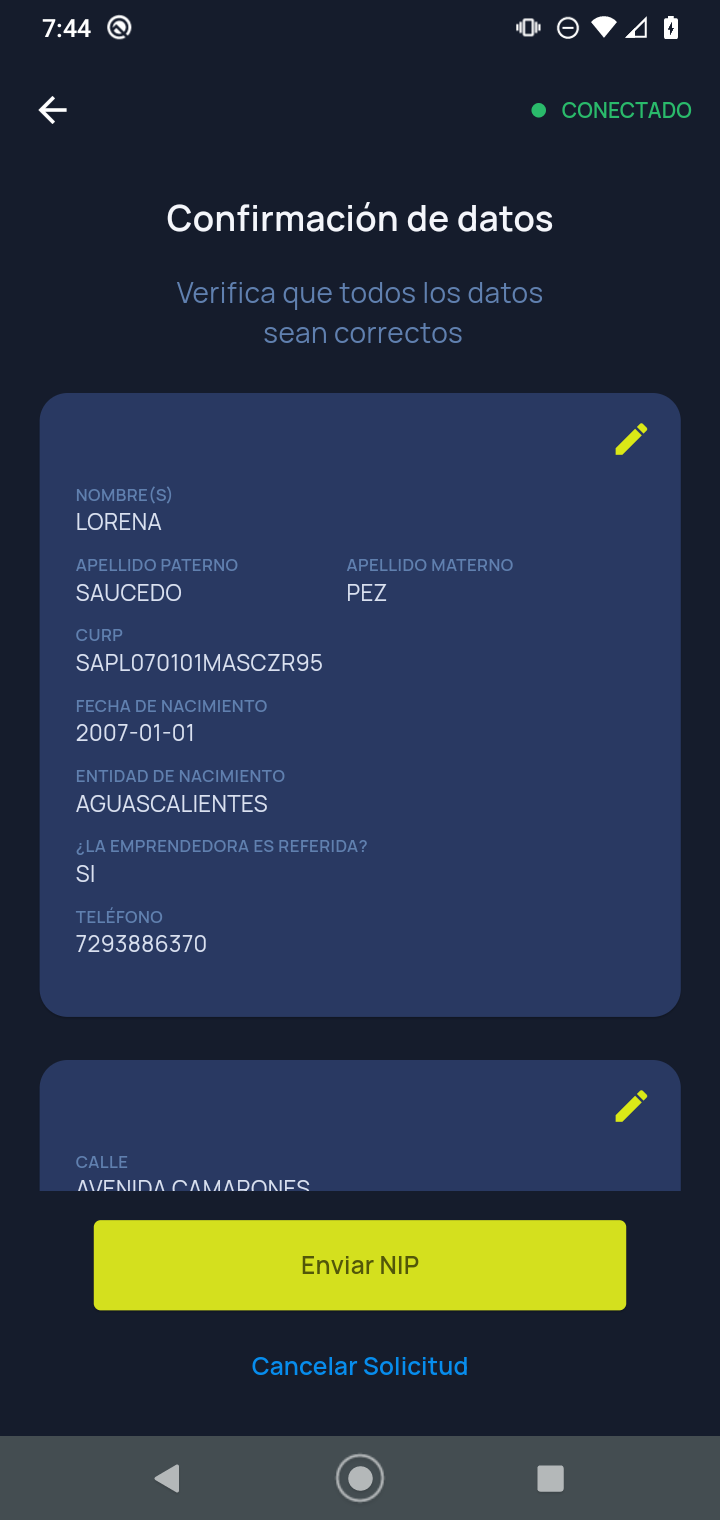 7:44
CONECTADO
Confirmación de datos
Verifica que todos los datos
sean correctos
NOMBRE(S)
LORENA
APELLIDO PATERNO APELLIDO MATERNO
SAUCEDO PEZ
CURP
SAPL070101MASCZR95
FECHA DE NACIMIENTO
2007-01-01
ENTIDAD DE NACIMIENTO
AGUASCALIENTES
¿LA EMPRENDEDORA ES REFERIDA?
SI
TELÉFONO
7293886370
CALLE
AVENIDA CAMARONES
Enviar NIP
Cancelar Solicitud